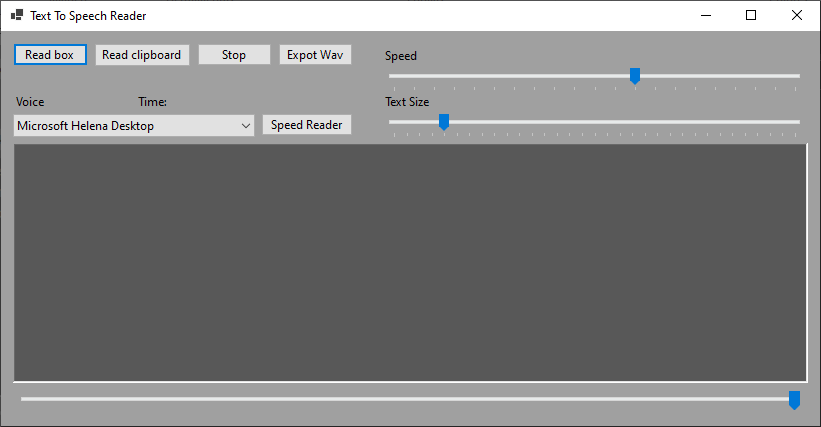 Text To Speech Reader
Read box Read clipboard Stop Expot Wav
Speed
Voice Time: Text Size
Microsoft Helena Desktop Speed Reader